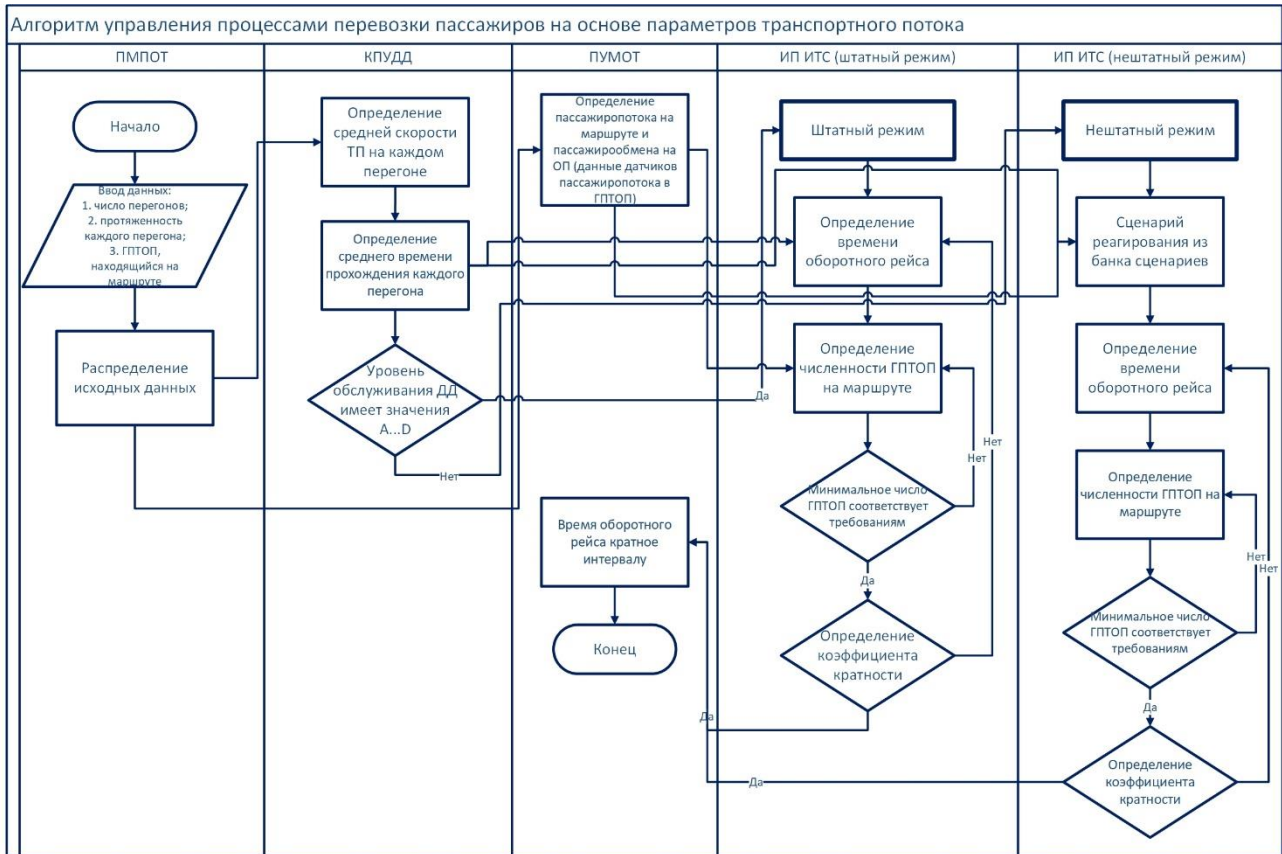 Алгоритм управления процессами перевозки пассажиров на основе параметров транспортного потока
ПМПОТ
КПУДД
ПУМОТ
ИП ИТС (штатный режим)
ИП ИТС (нештатный режим)
Начало
Ввод данных:
1. число перегонов;
2. протяженность
каждого перегона;
3. ГПТОП,
находящийся на
маршруте
Распределение
исходных данных
Определение
средней скорости
ТП на каждом
перегоне
Определение
среднего времени
прохождения каждого
перегона
Уровень
обслуживания ДД
имеет значения
A...D
Да
Нет
Определение
пассажиропотока на
маршруте и
пассажирообмена на
ОП (данные датчиков
пассажиропотока в
ГПТОП)
Время оборотного
рейса кратное
интервалу
Конец
Штатный режим
Определение
времени
оборотного рейса
Определение
численности ГПТОП
на маршруте
Нет
Нет
Минимальное число
ГПТОП соответствует
требованиям
Да
Определение
коэффициента
кратности
Да
Нештатный режим
Сценарий
реагирования из
банка сценариев
Определение
времени
оборотного рейса
Определение
численности ГПТОП на
маршруте
Нет
Нет
Минимальное число
ГПТОП соответствует
требованиям
Да
Определение
коэффициента
кратности
Да